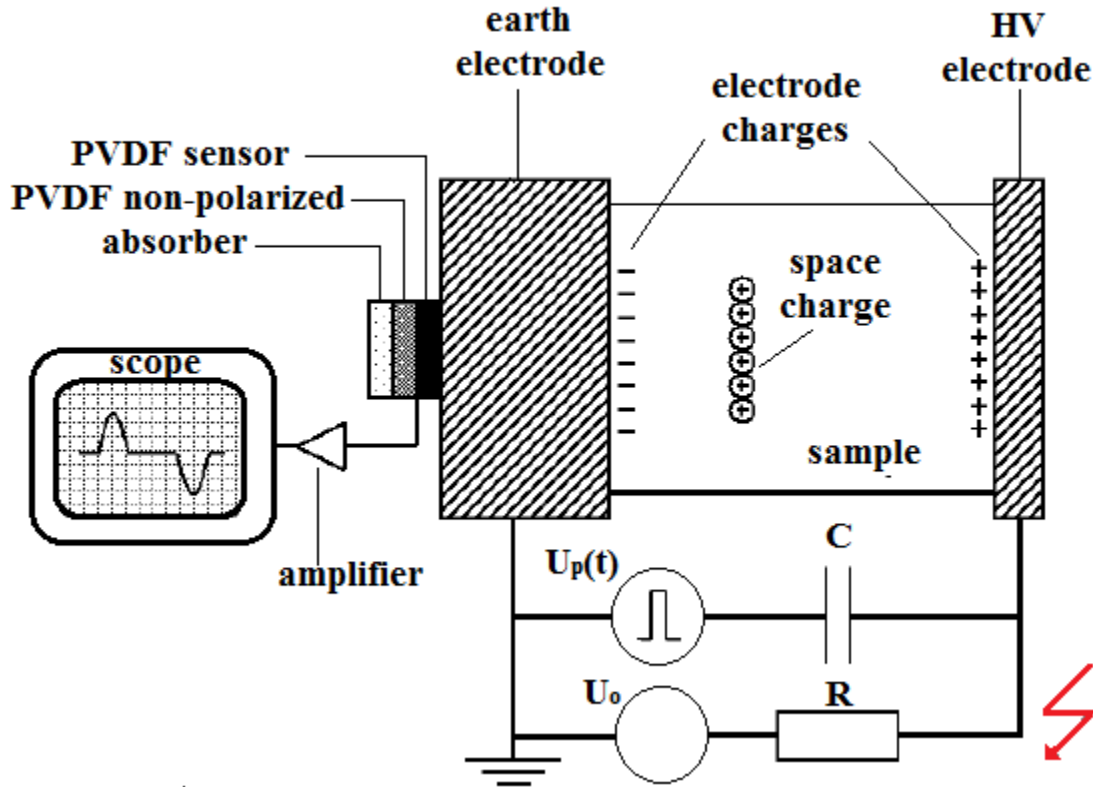 earth
electrode
HV
electrode
electrode
charges
PVDF sensor
PVDF non-polarized
absorber
space
charge
scope
sample
amplifier
Up(t)
C
Uo
R